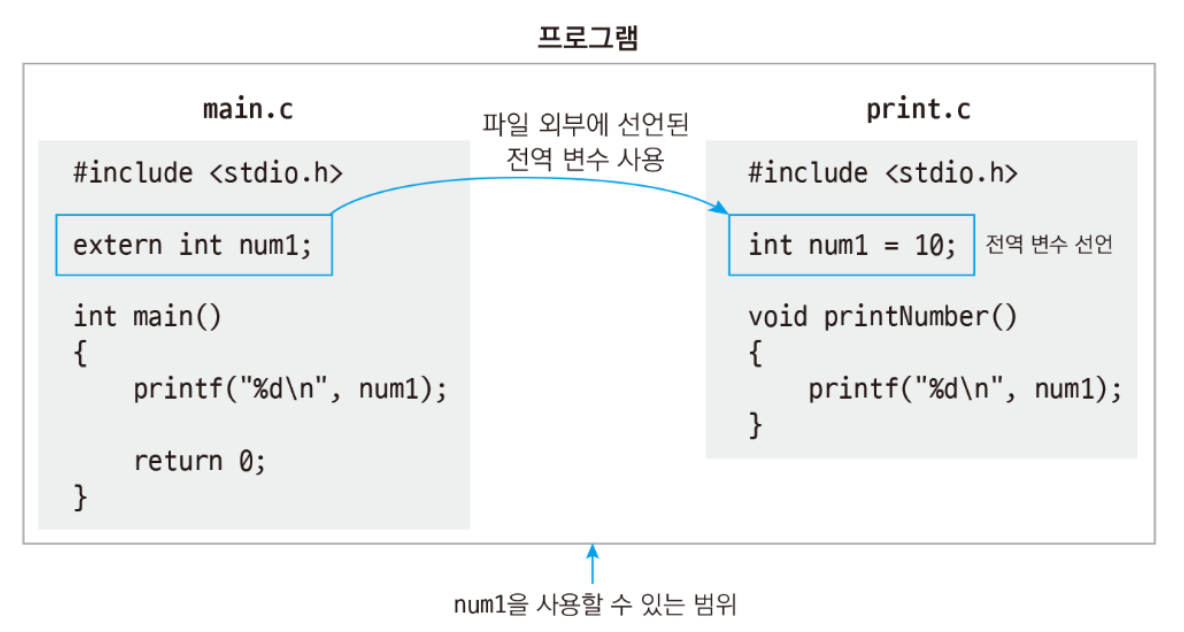 프로그램
main.c
#include <stdio.h>
extern int num1;
int main()
{
    printf("%d\n", num1);
    return 0;
}
파일 외부에 선언된
전역 변수 사용
print.c
#include <stdio.h>
int num1 = 10;
전역 변수 선언
void printNumber()
{
    printf("%d\n", num1);
}
num1을 사용할 수 있는 범위